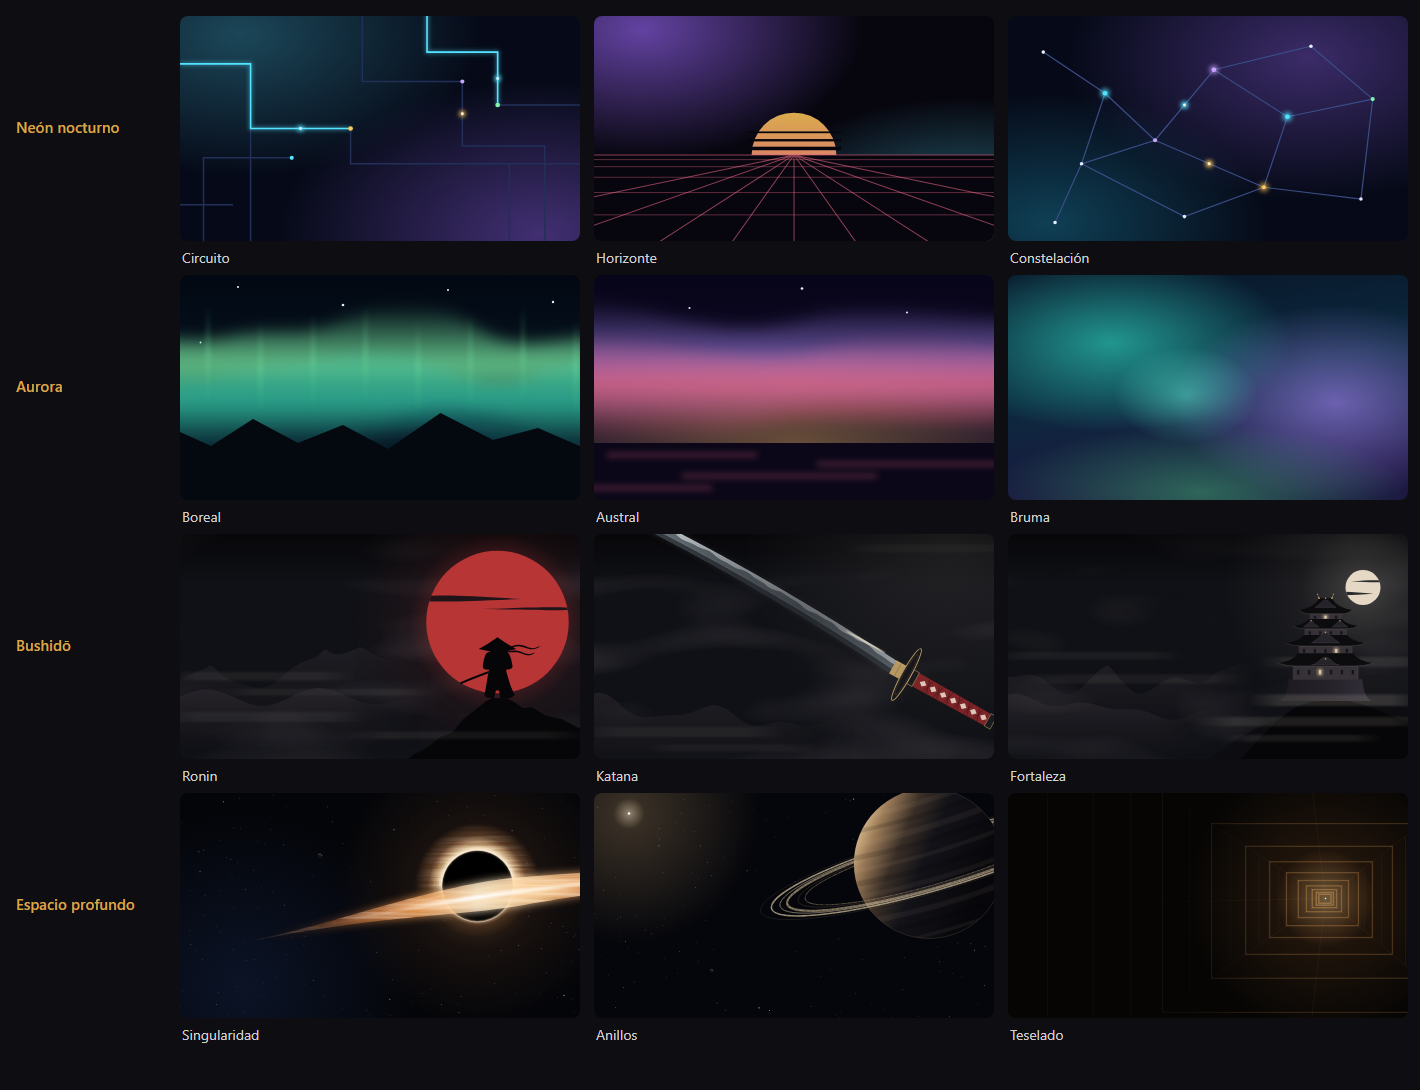 Neón nocturno
Circuito
Horizonte
Constelación
Aurora
Boreal
Austral
Bruma
Bushidō
Ronin
Katana
Fortaleza
Espacio profundo
Singularidad
Anillos
Teselado